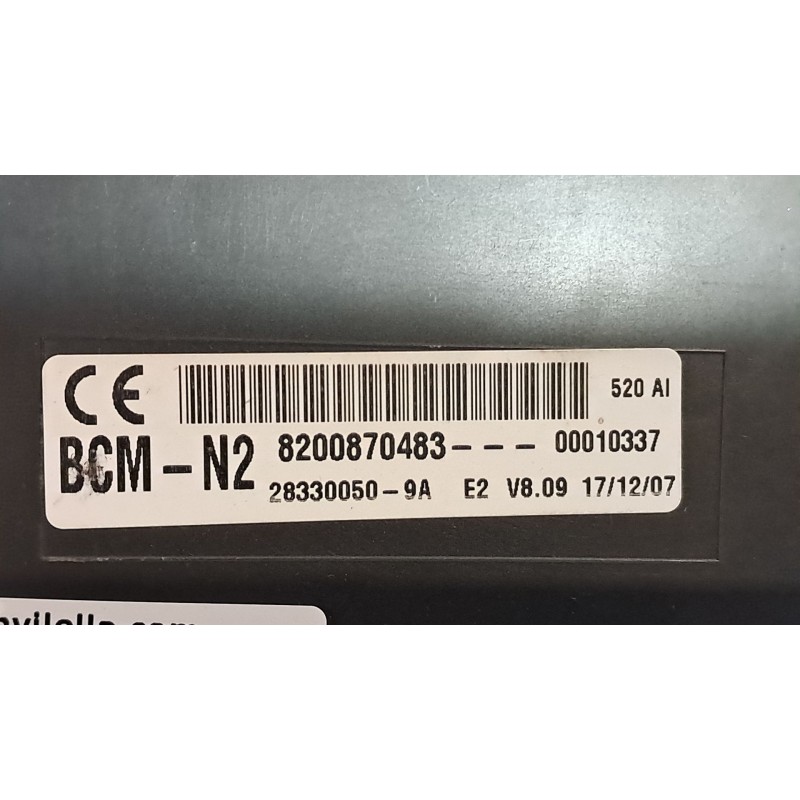 CE 520 AI
BCM-N2 8200870483--- 00010337
28330050-9A E2 V8.09 17/12/07